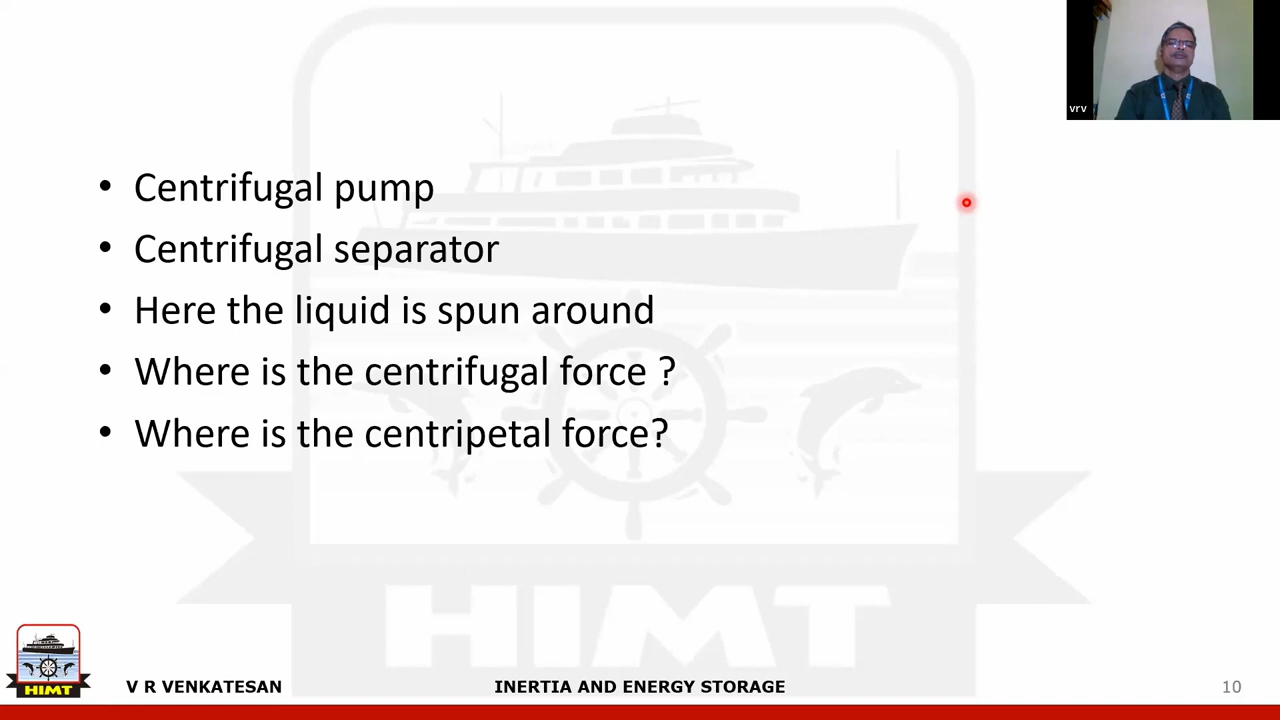 vrv
• Centrifugal pump
• Centrifugal separator
• Here the liquid is spun around
• Where is the centrifugal force ?
• Where is the centripetal force?
HIMT
HIMT
V R VENKATESAN
INERTIA AND ENERGY STORAGE
10